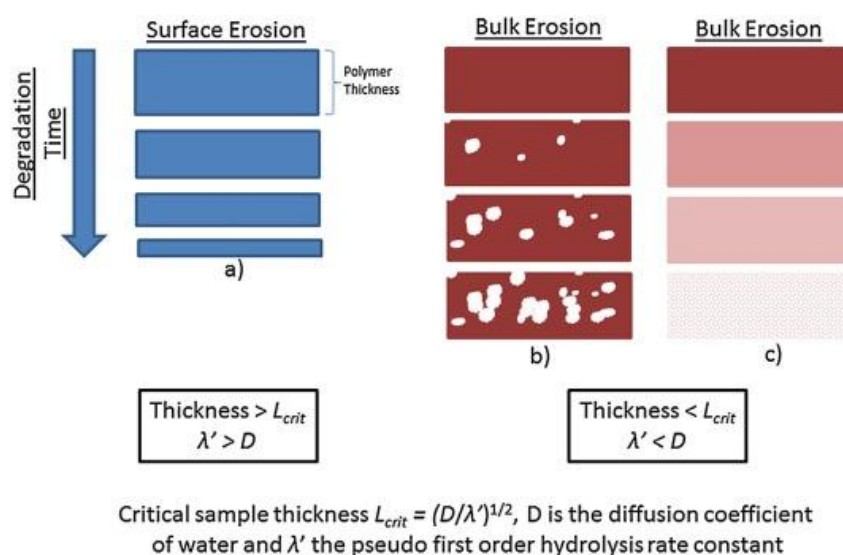 Surface Erosion
Bulk Erosion
Bulk Erosion
Polymer
Thickness
Degradation
Time
a)
b)
c)
Thickness > Lcrit
λ’ > D
Thickness < Lcrit
λ’ < D
Critical sample thickness Lcrit = (D/λ’)1/2, D is the diffusion coefficient
of water and λ’ the pseudo first order hydrolysis rate constant